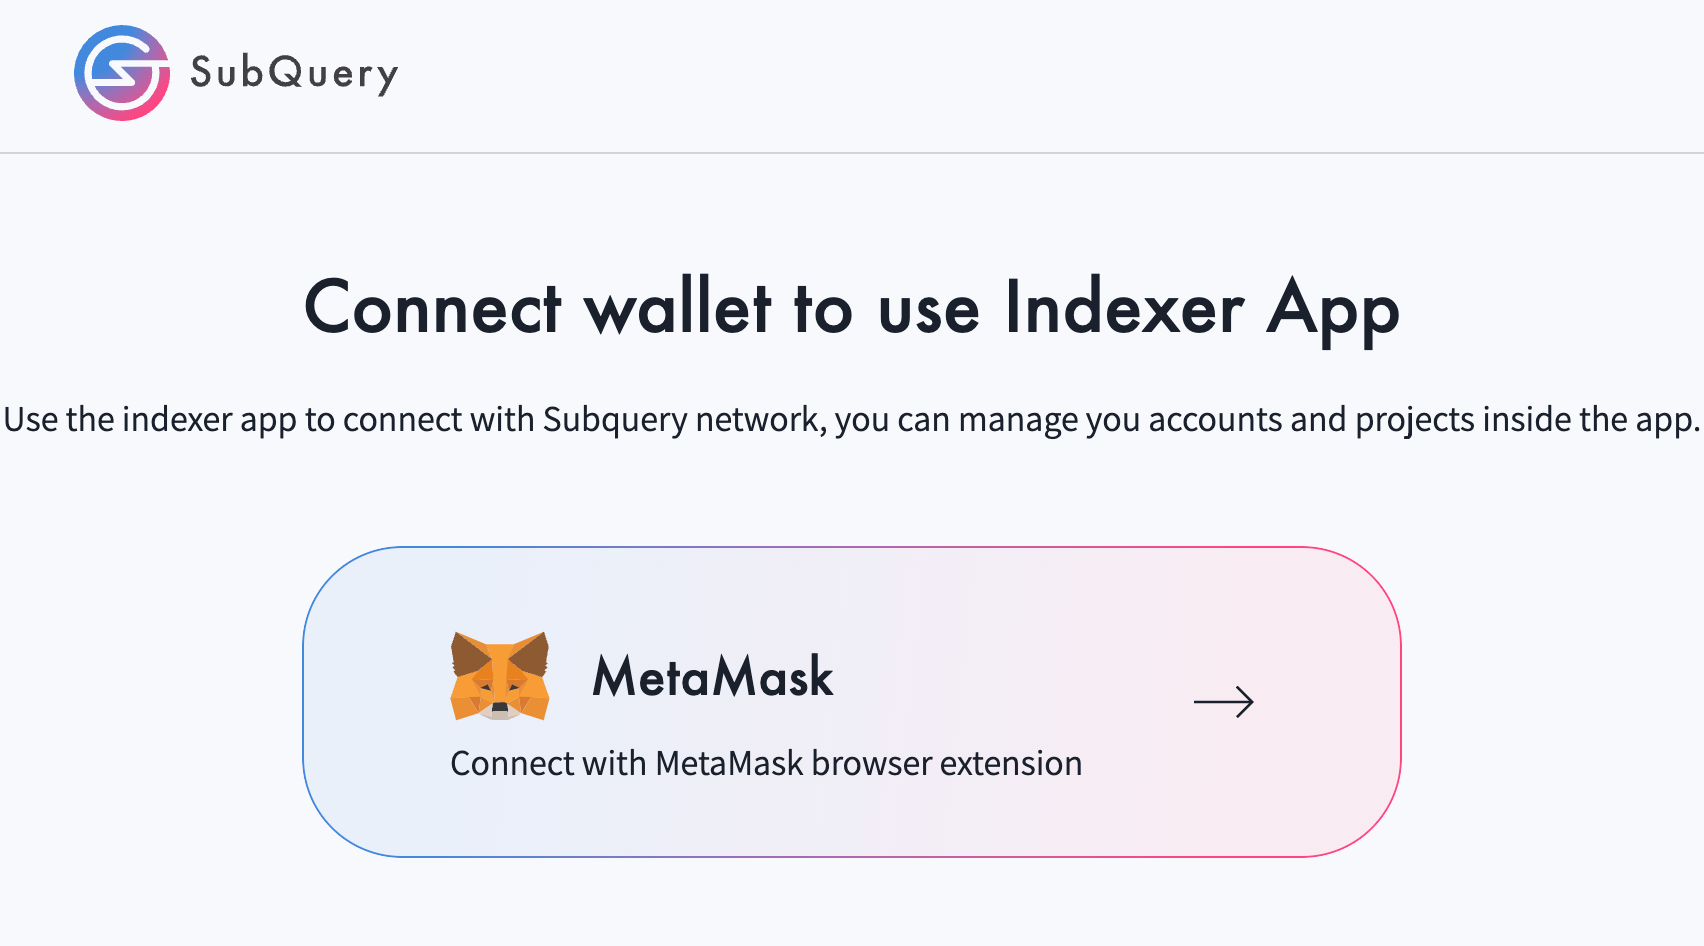 SubQuery
Connect wallet to use Indexer App
Use the indexer app to connect with Subquery network, you can manage you accounts and projects inside the app.
MetaMask
Connect with MetaMask browser extension